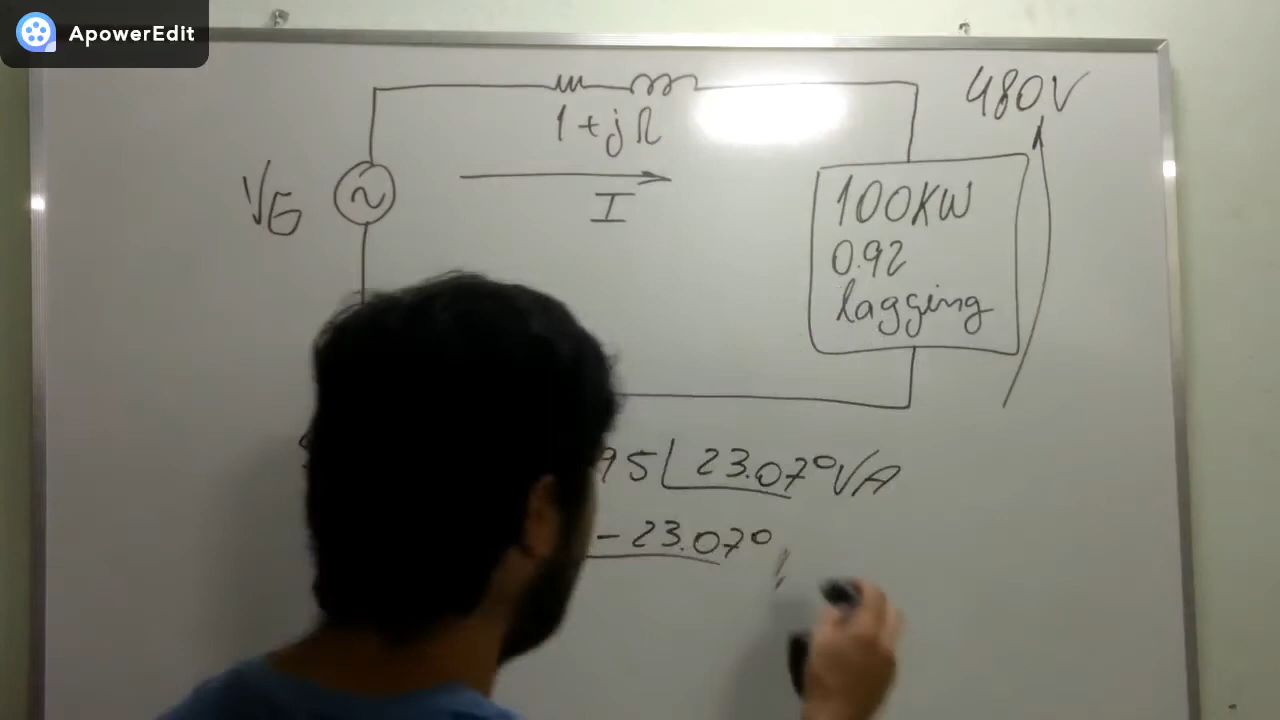 ApowerEdit
480V
1+jΩ
VG
I
100KW
0.92
lagging
95∠23.07°VA
-23.07°